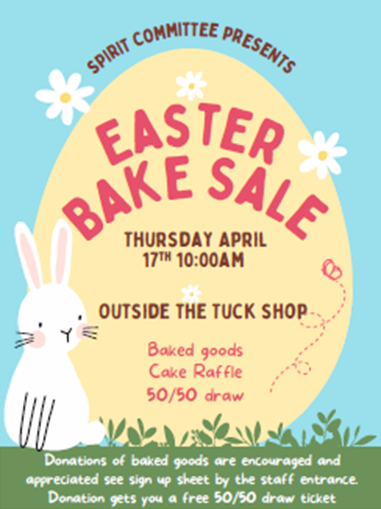 SPIRIT COMMITTEE PRESENTS
EASTER
BAKE SALE
THURSDAY APRIL
17TH 10:00AM
OUTSIDE THE TUCK SHOP
Baked goods
Cake Raffle
50/50 draw
Donations of baked goods are encouraged and
appreciated see sign up sheet by the staff entrance.
Donation gets you a free 50/50 draw ticket